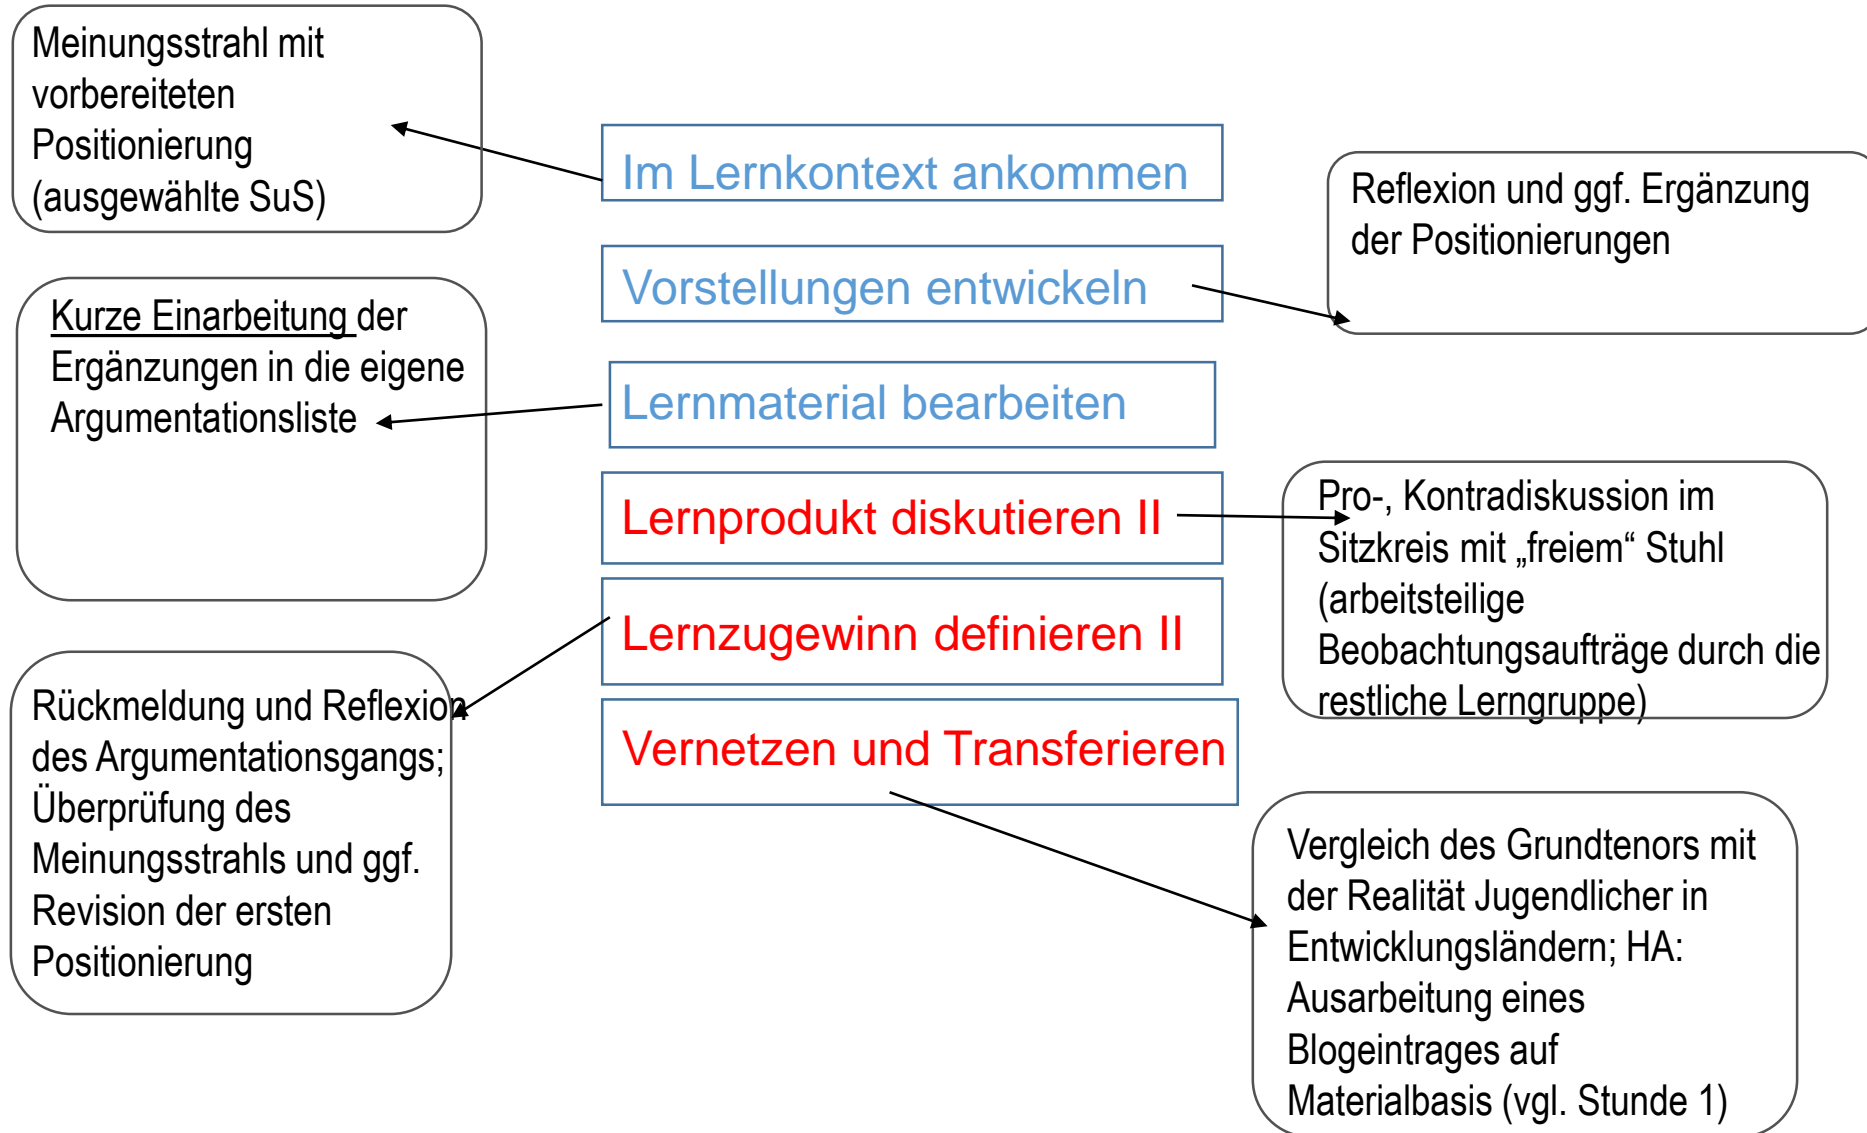 Meinungsstrahl mit
vorbereiteten
Positionierung
(ausgewählte SuS)
Im Lernkontext ankommen
Reflexion und ggf. Ergänzung
der Positionierungen
Vorstellungen entwickeln
Kurze Einarbeitung der
Ergänzungen in die eigene
Argumentationsliste
Lernmaterial bearbeiten
Lernprodukt diskutieren II
Pro-, Kontradiskussion im
Sitzkreis mit „freiem“ Stuhl
(arbeitsteilige
Beobachtungsaufträge durch die
restliche Lerngruppe)
Lernzugewinn definieren II
Rückmeldung und Reflexion
des Argumentationsgangs;
Überprüfung des
Meinungsstrahls und ggf.
Revision der ersten
Positionierung
Vernetzen und Transferieren
Vergleich des Grundtenors mit
der Realität Jugendlicher in
Entwicklungsländern; HA:
Ausarbeitung eines
Blogeintrages auf
Materialbasis (vgl. Stunde 1)